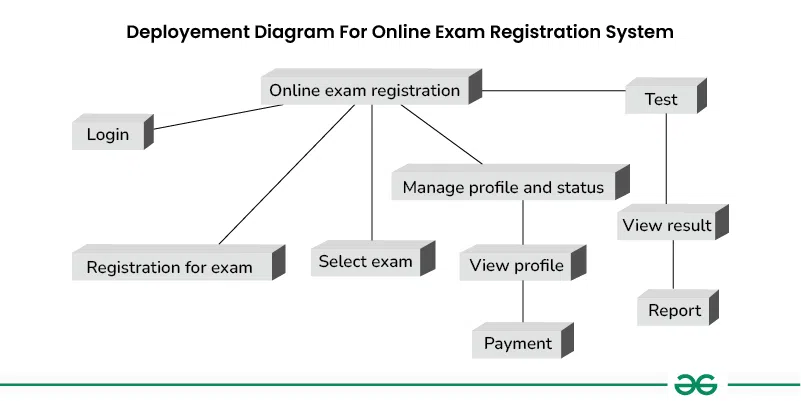 Deployement Diagram For Online Exam Registration System
Online exam registration
Test
Login
Manage profile and status
View result
Registration for exam
Select exam
View profile
Report
Payment